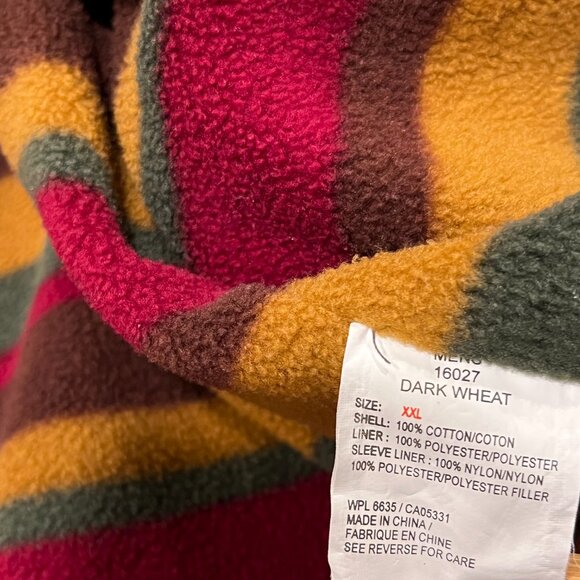 MENS
16027
DARK WHEAT
SIZE: XXL
SHELL: 100% COTTON/COTON
LINER : 100% POLYESTER/POLYESTER
SLEEVE LINER : 100% NYLON/NYLON
100% POLYESTER/POLYESTER FILLER
WPL 6635 / CA05331
MADE IN CHINA /
FABRIQUE EN CHINE
SEE REVERSE FOR CARE